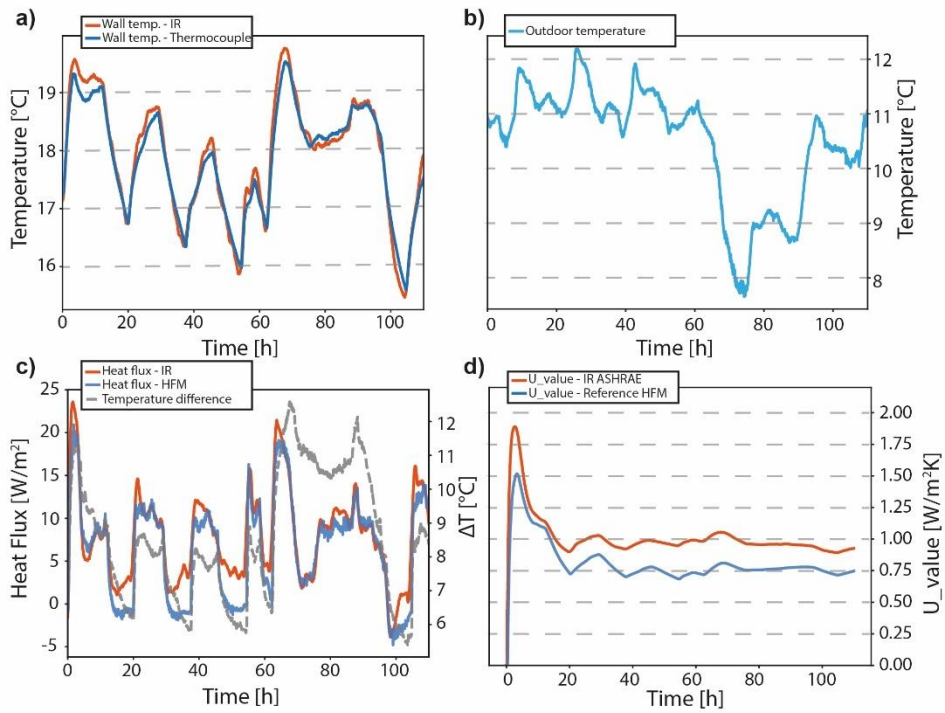 a)
Wall temp. - IR
Wall temp. - Thermocouple
Temperature [°C]
19
18
17
16
0
20
40
60
80
100
Time [h]
b)
Outdoor temperature
12
11
10
9
8
Temperature [°C]
0
20
40
60
80
100
Time [h]
c)
Heat flux - IR
Heat flux - HFM
Temperature difference
Heat Flux [W/m²]
25
20
15
10
5
0
-5
12
11
10
9
8
7
6
ΔT [°C]
0
20
40
60
80
100
Time [h]
d)
U_value - IR ASHRAE
U_value - Reference HFM
2.00
1.75
1.50
1.25
1.00
0.75
0.50
0.25
0.00
U_value [W/m²K]
0
20
40
60
80
100
Time [h]